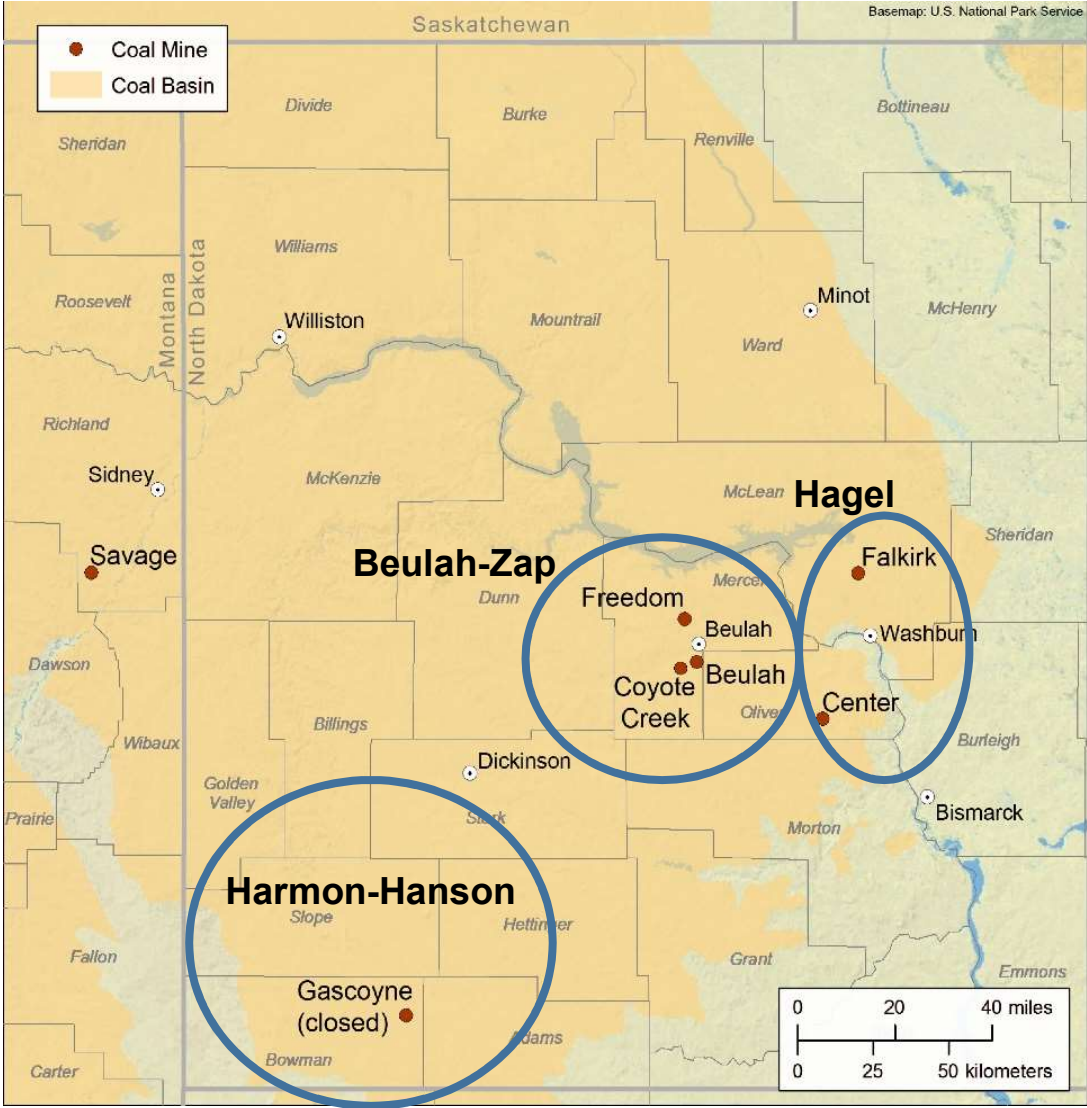 Basemap: U.S. National Park Service
Saskatchewan
Coal Mine
Coal Basin
Divide
Burke
Bottineau
Renville
Sheridan
Williams
Roosevelt
Montana
North Dakota
Williston
Mountrail
Minot
McHenry
Ward
Richland
Sidney
McKenzie
McLean
Hagel
Sheridan
Savage
Beulah-Zap
Dunn
Mercer
Falkirk
Freedom
Beulah
Washburn
Dawson
Coyote
Creek
Beulah
Oliver
Center
Billings
Wibaux
Burleigh
Dickinson
Golden
Valley
Stark
Prairie
Morton
Bismarck
Harmon-Hanson
Slope
Hettinger
Fallon
Grant
Emmons
Gascoyne
(closed)
Adams
Bowman
Carter
0 20 40 miles
0 25 50 kilometers